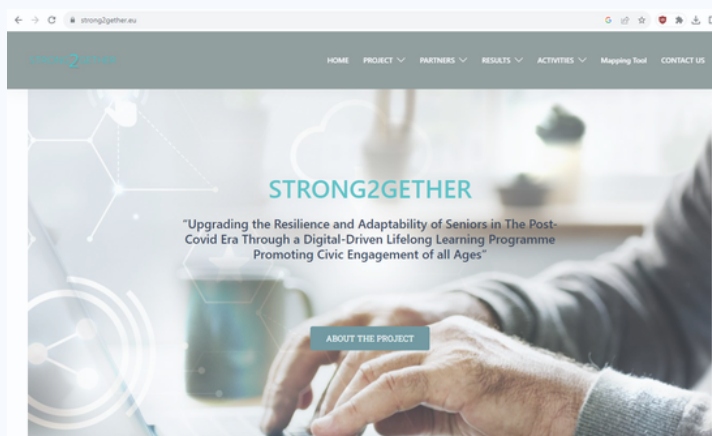 strong2gether.eu
STRONG2GETHER
HOME PROJECT PARTNERS RESULTS ACTIVITIES Mapping Tool CONTACT US
STRONG2GETHER
"Upgrading the Resilience and Adaptability of Seniors in The Post-
Covid Era Through a Digital-Driven Lifelong Learning Programme
Promoting Civic Engagement of all Ages"
ABOUT THE PROJECT